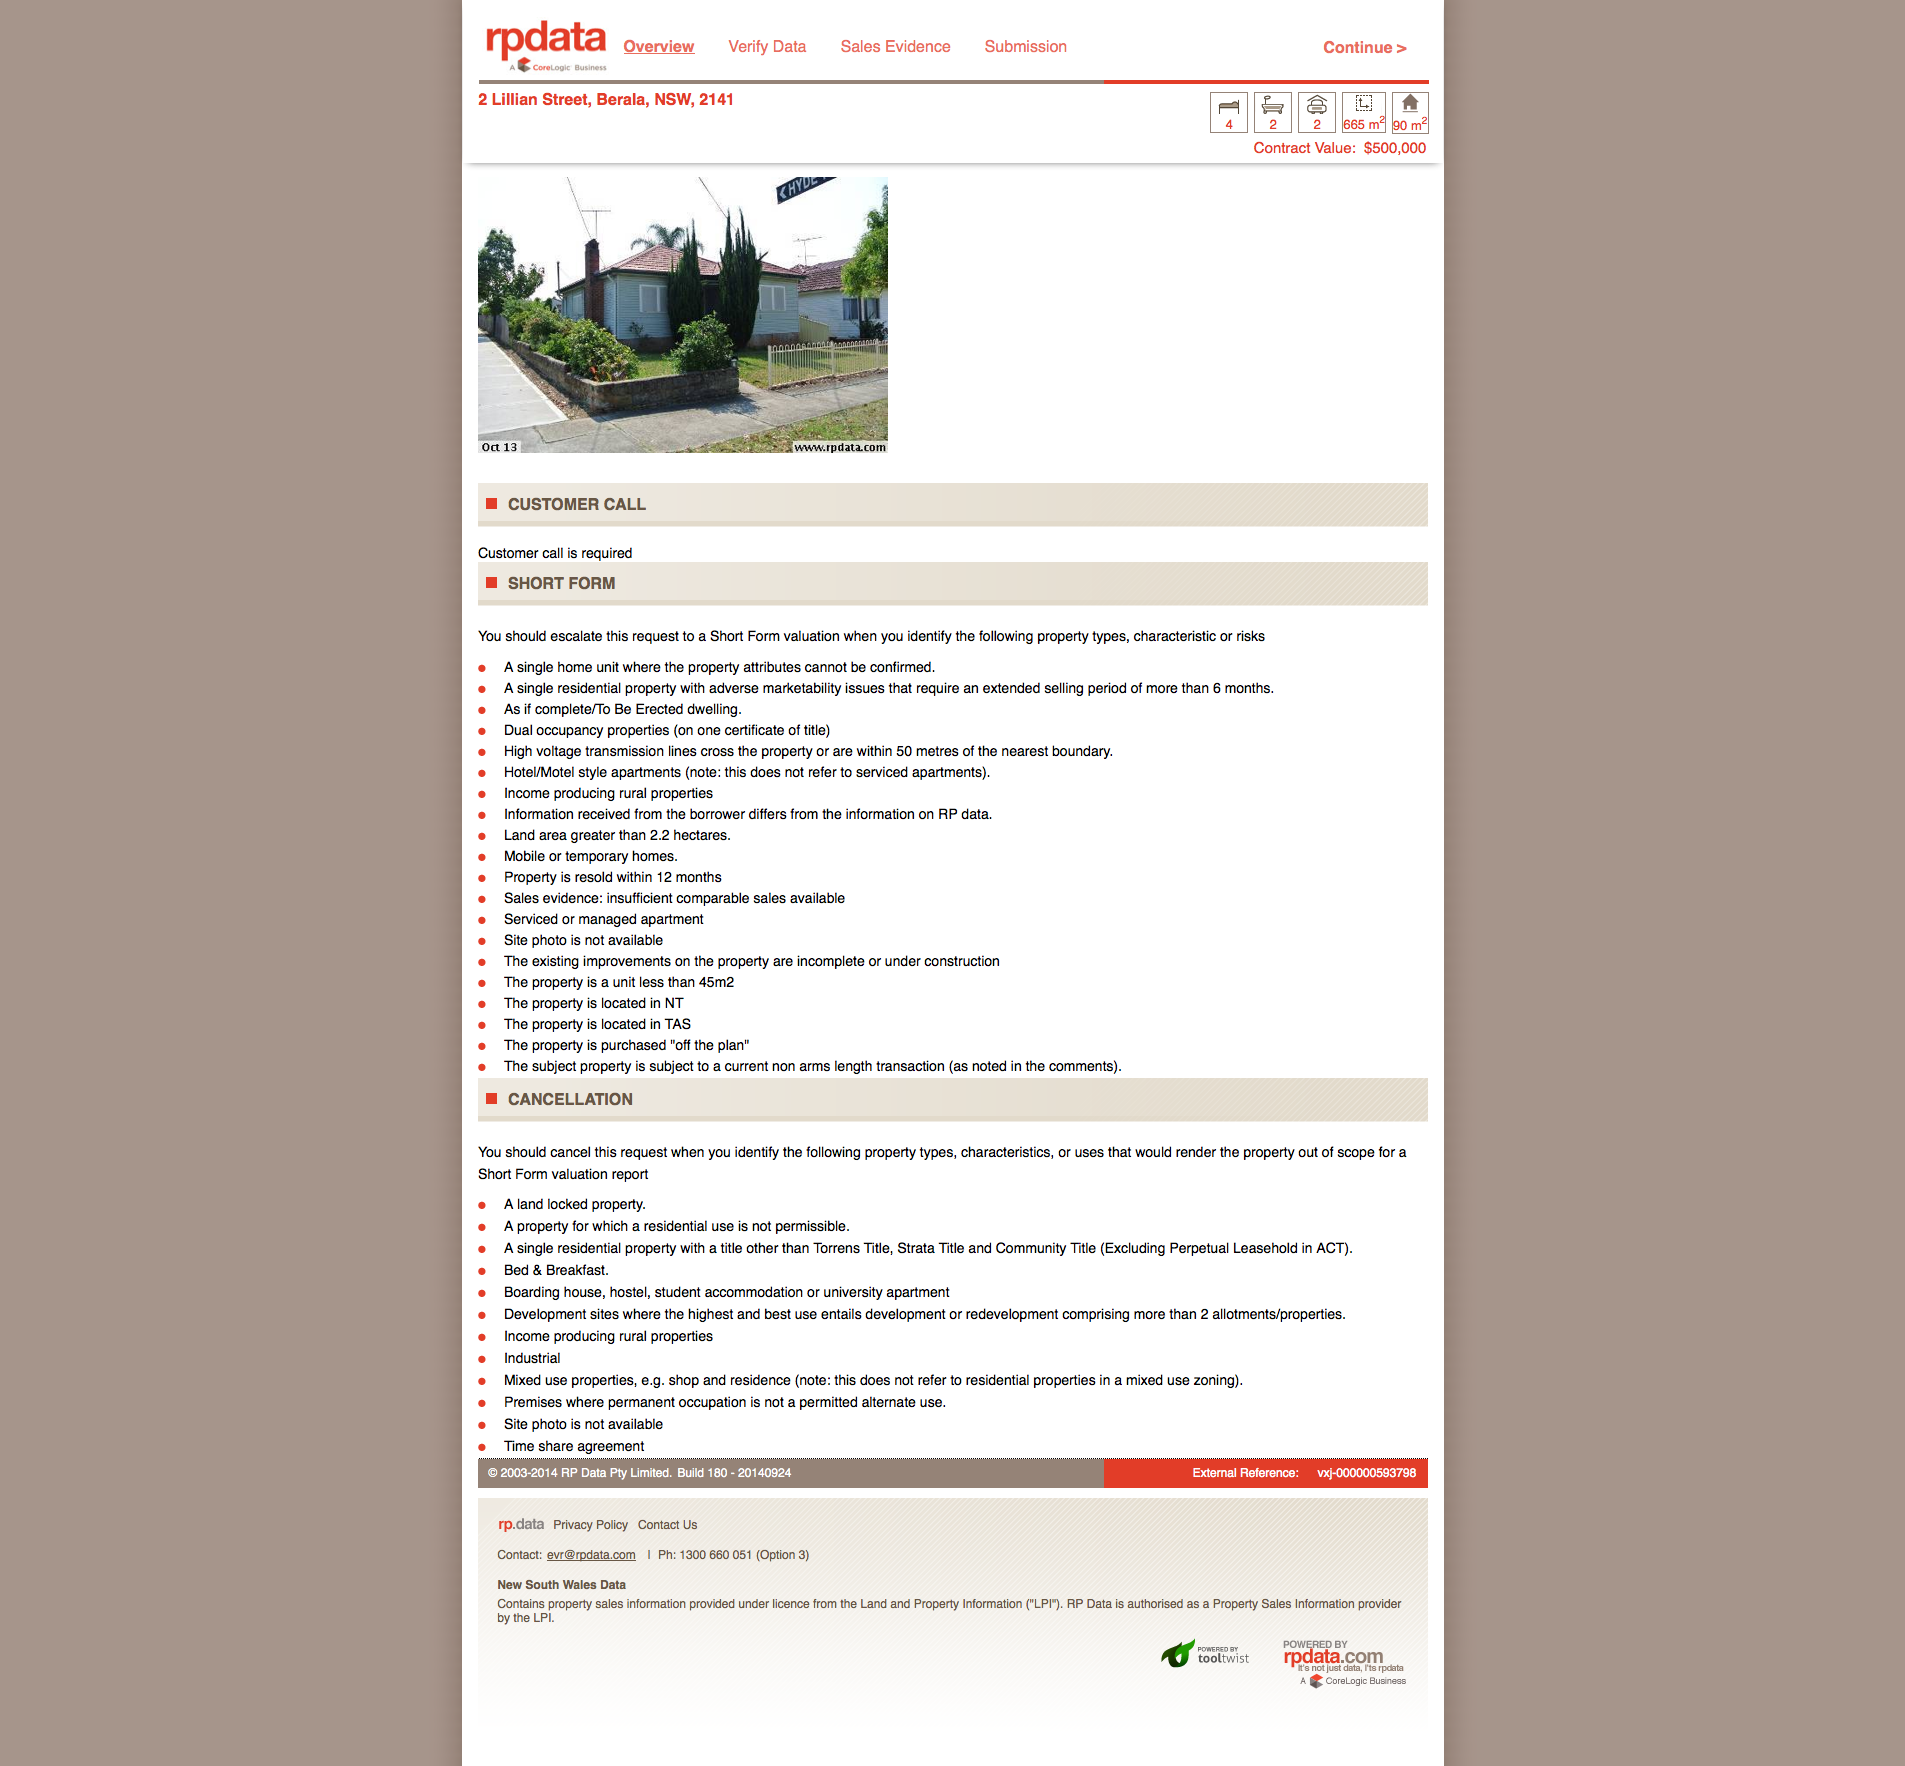 rpdata
A CoreLogic Business
Overview Verify Data Sales Evidence Submission Continue >
2 Lillian Street, Berala, NSW, 2141
4 2 2 665 m² 90 m²
Contract Value: $500,000
<HYDE
Oct 13 www.rpdata.com
CUSTOMER CALL
Customer call is required
SHORT FORM
You should escalate this request to a Short Form valuation when you identify the following property types, characteristic or risks
A single home unit where the property attributes cannot be confirmed.
A single residential property with adverse marketability issues that require an extended selling period of more than 6 months.
As if complete/To Be Erected dwelling.
Dual occupancy properties (on one certificate of title)
High voltage transmission lines cross the property or are within 50 metres of the nearest boundary.
Hotel/Motel style apartments (note: this does not refer to serviced apartments).
Income producing rural properties
Information received from the borrower differs from the information on RP data.
Land area greater than 2.2 hectares.
Mobile or temporary homes.
Property is resold within 12 months
Sales evidence: insufficient comparable sales available
Serviced or managed apartment
Site photo is not available
The existing improvements on the property are incomplete or under construction
The property is a unit less than 45m2
The property is located in NT
The property is located in TAS
The property is purchased "off the plan"
The subject property is subject to a current non arms length transaction (as noted in the comments).
CANCELLATION
You should cancel this request when you identify the following property types, characteristics, or uses that would render the property out of scope for a
Short Form valuation report
A land locked property.
A property for which a residential use is not permissible.
A single residential property with a title other than Torrens Title, Strata Title and Community Title (Excluding Perpetual Leasehold in ACT).
Bed & Breakfast.
Boarding house, hostel, student accommodation or university apartment
Development sites where the highest and best use entails development or redevelopment comprising more than 2 allotments/properties.
Income producing rural properties
Industrial
Mixed use properties, e.g. shop and residence (note: this does not refer to residential properties in a mixed use zoning).
Premises where permanent occupation is not a permitted alternate use.
Site photo is not available
Time share agreement
© 2003-2014 RP Data Pty Limited. Build 180 - 20140924 External Reference: vxj-000000593798
rp.data Privacy Policy Contact Us
Contact: evr@rpdata.com | Ph: 1300 660 051 (Option 3)
New South Wales Data
Contains property sales information provided under licence from the Land and Property Information ("LPI"). RP Data is authorised as a Property Sales Information provider
by the LPI.
POWERED BY
tooltwist
POWERED BY
rpdata.com
It's not just data, I'ts rpdata
A CoreLogic Business